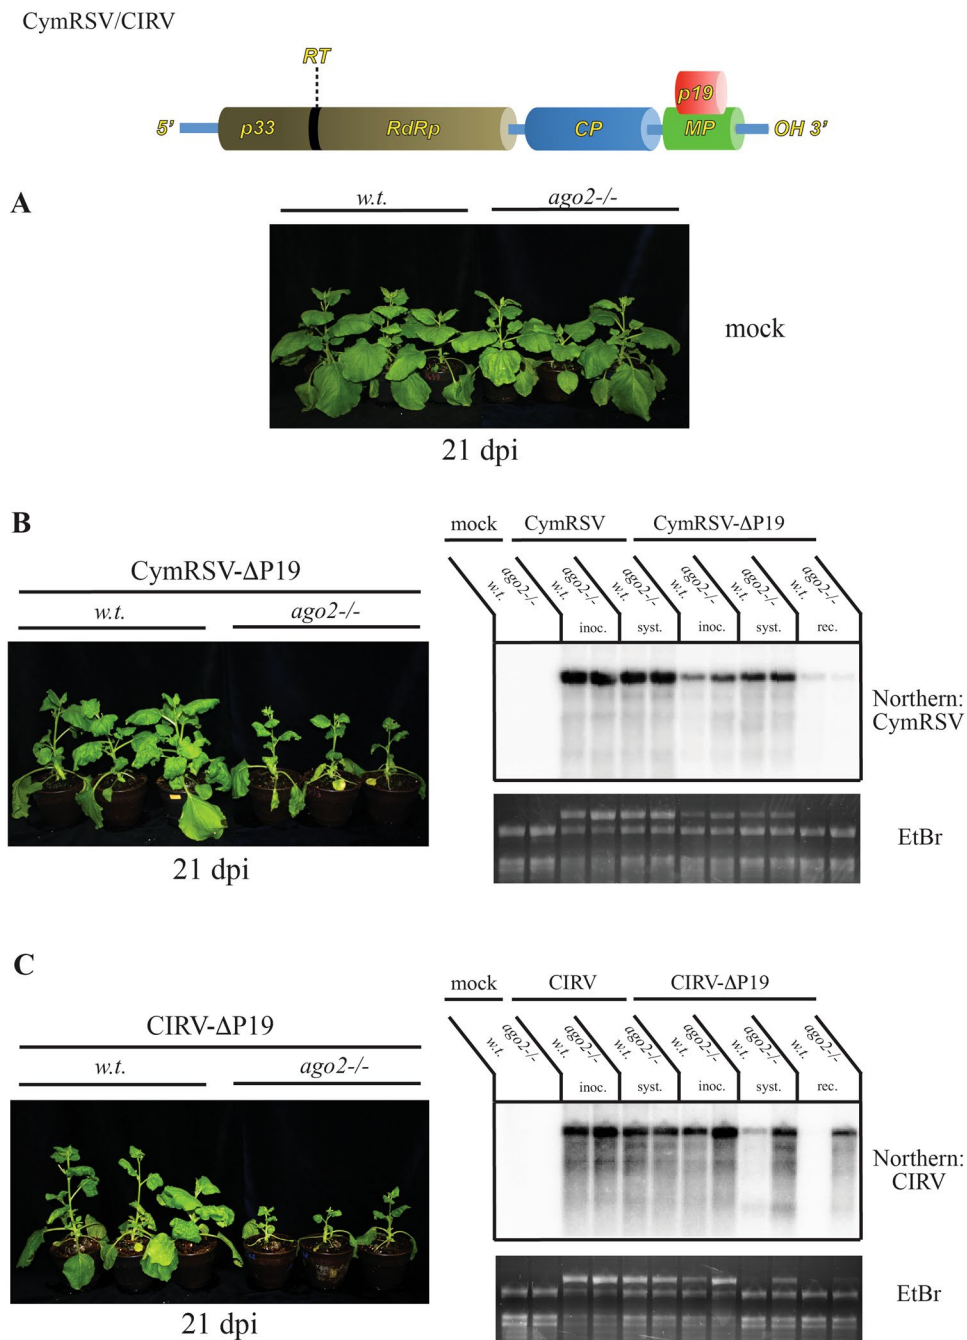 CymRSV/CIRV
RT
p19
5’ p33 RdRp CP MP OH 3’
A
w.t. ago2-/-
mock
21 dpi
B
CymRSV-ΔP19
w.t. ago2-/-
21 dpi
mock CymRSV CymRSV-ΔP19
w.t. ago2-/- w.t. ago2-/- w.t. ago2-/- w.t. ago2-/- w.t. ago2-/- w.t. ago2-/-
inoc. syst. inoc. syst. rec.
Northern:
CymRSV
EtBr
C
CIRV-ΔP19
w.t. ago2-/-
21 dpi
mock CIRV CIRV-ΔP19
w.t. ago2-/- w.t. ago2-/- w.t. ago2-/- w.t. ago2-/- w.t. ago2-/- w.t. ago2-/-
inoc. syst. inoc. syst. rec.
Northern:
CIRV
EtBr